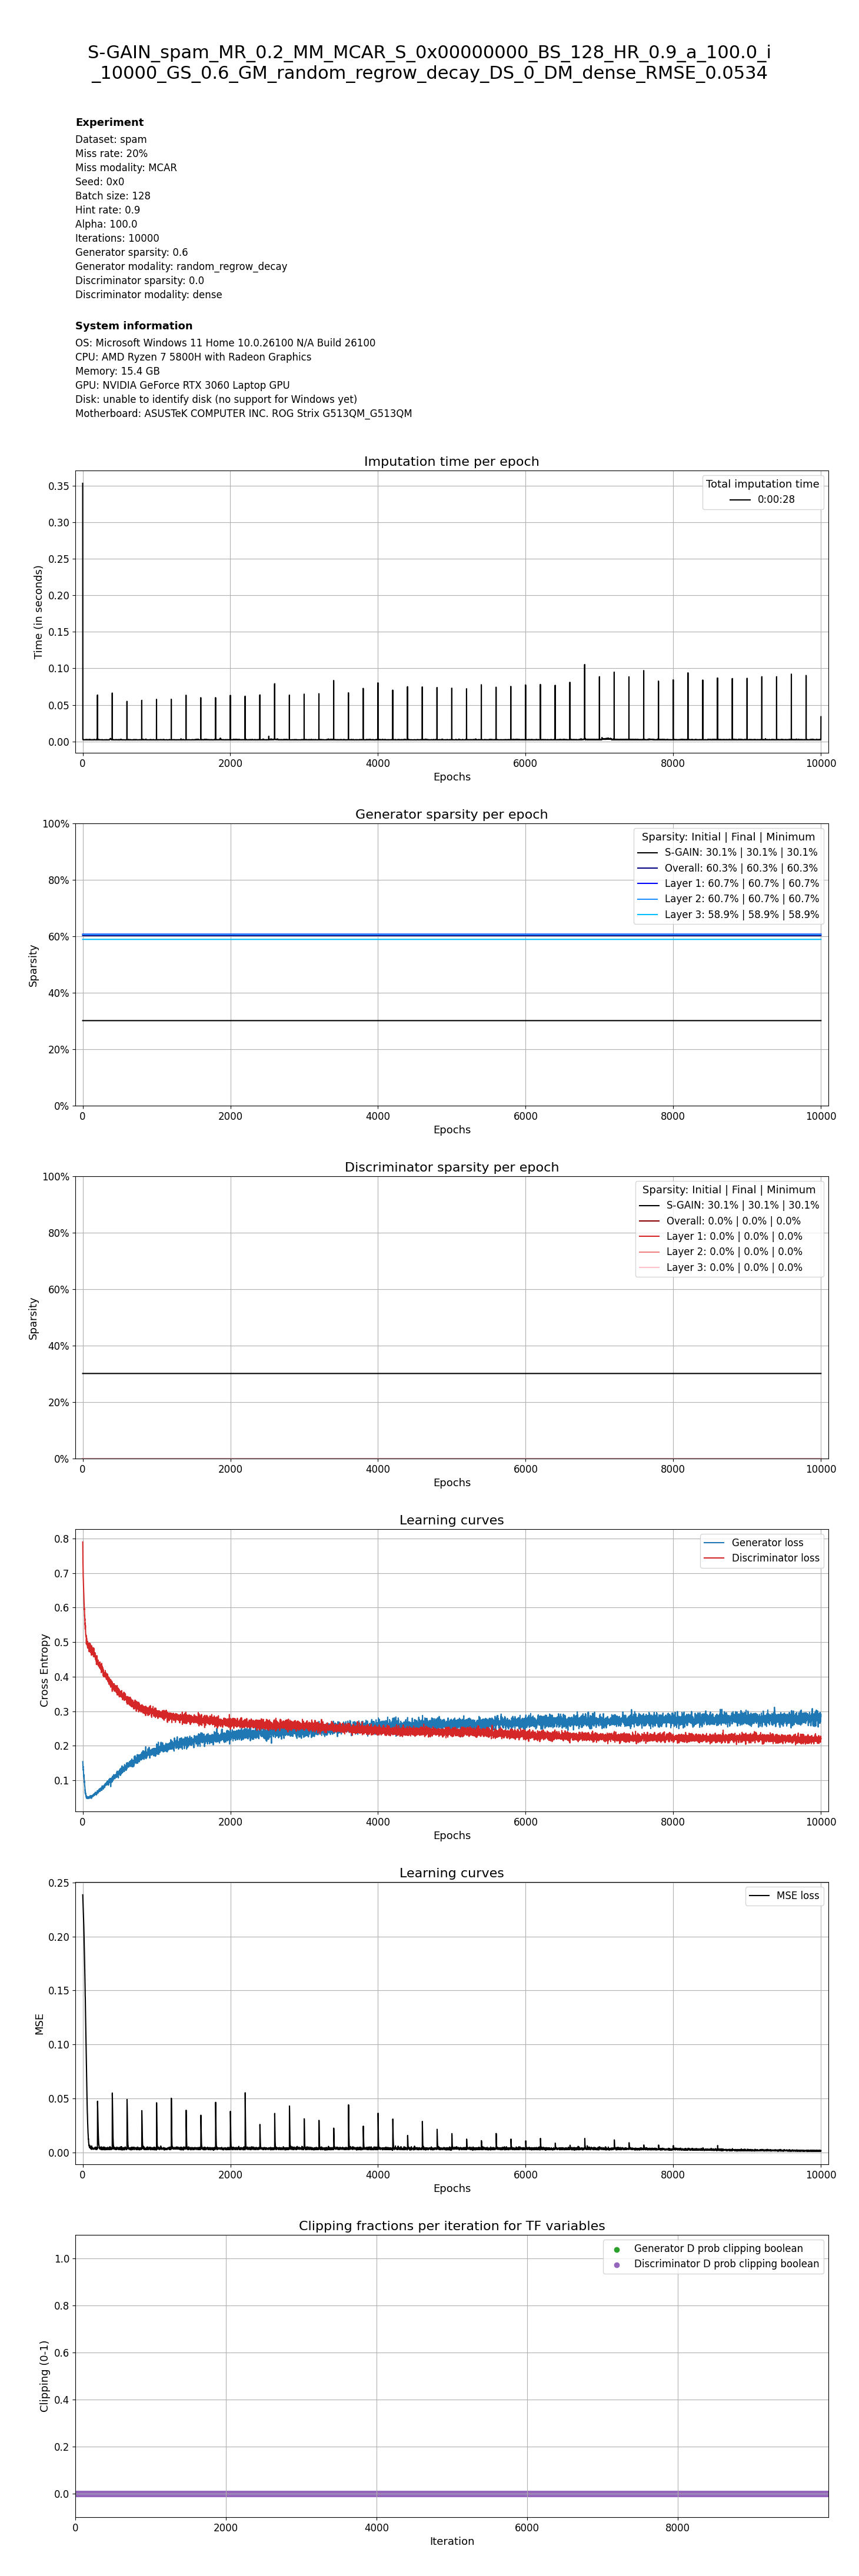 S-GAIN_spam_MR_0.2_MM_MCAR_S_0x00000000_BS_128_HR_0.9_a_100.0_i
_10000_GS_0.6_GM_random_regrow_decay_DS_0_DM_dense_RMSE_0.0534
Experiment
Dataset: spam
Miss rate: 20%
Miss modality: MCAR
Seed: 0x0
Batch size: 128
Hint rate: 0.9
Alpha: 100.0
Iterations: 10000
Generator sparsity: 0.6
Generator modality: random_regrow_decay
Discriminator sparsity: 0.0
Discriminator modality: dense
System information
OS: Microsoft Windows 11 Home 10.0.26100 N/A Build 26100
CPU: AMD Ryzen 7 5800H with Radeon Graphics
Memory: 15.4 GB
GPU: NVIDIA GeForce RTX 3060 Laptop GPU
Disk: unable to identify disk (no support for Windows yet)
Motherboard: ASUSTeK COMPUTER INC. ROG Strix G513QM_G513QM
Imputation time per epoch
Total imputation time
0:00:28
Time (in seconds)
0.35
0.30
0.25
0.20
0.15
0.10
0.05
0.00
0 2000 4000 6000 8000 10000
Epochs
Generator sparsity per epoch
Sparsity: Initial | Final | Minimum
S-GAIN: 30.1% | 30.1% | 30.1%
Overall: 60.3% | 60.3% | 60.3%
Layer 1: 60.7% | 60.7% | 60.7%
Layer 2: 60.7% | 60.7% | 60.7%
Layer 3: 58.9% | 58.9% | 58.9%
Sparsity
100%
80%
60%
40%
20%
0%
0 2000 4000 6000 8000 10000
Epochs
Discriminator sparsity per epoch
Sparsity: Initial | Final | Minimum
S-GAIN: 30.1% | 30.1% | 30.1%
Overall: 0.0% | 0.0% | 0.0%
Layer 1: 0.0% | 0.0% | 0.0%
Layer 2: 0.0% | 0.0% | 0.0%
Layer 3: 0.0% | 0.0% | 0.0%
Sparsity
100%
80%
60%
40%
20%
0%
0 2000 4000 6000 8000 10000
Epochs
Learning curves
Generator loss
Discriminator loss
Cross Entropy
0.8
0.7
0.6
0.5
0.4
0.3
0.2
0.1
0 2000 4000 6000 8000 10000
Epochs
Learning curves
MSE loss
MSE
0.25
0.20
0.15
0.10
0.05
0.00
0 2000 4000 6000 8000 10000
Epochs
Clipping fractions per iteration for TF variables
Generator D prob clipping boolean
Discriminator D prob clipping boolean
Clipping (0-1)
1.0
0.8
0.6
0.4
0.2
0.0
0 2000 4000 6000 8000
Iteration